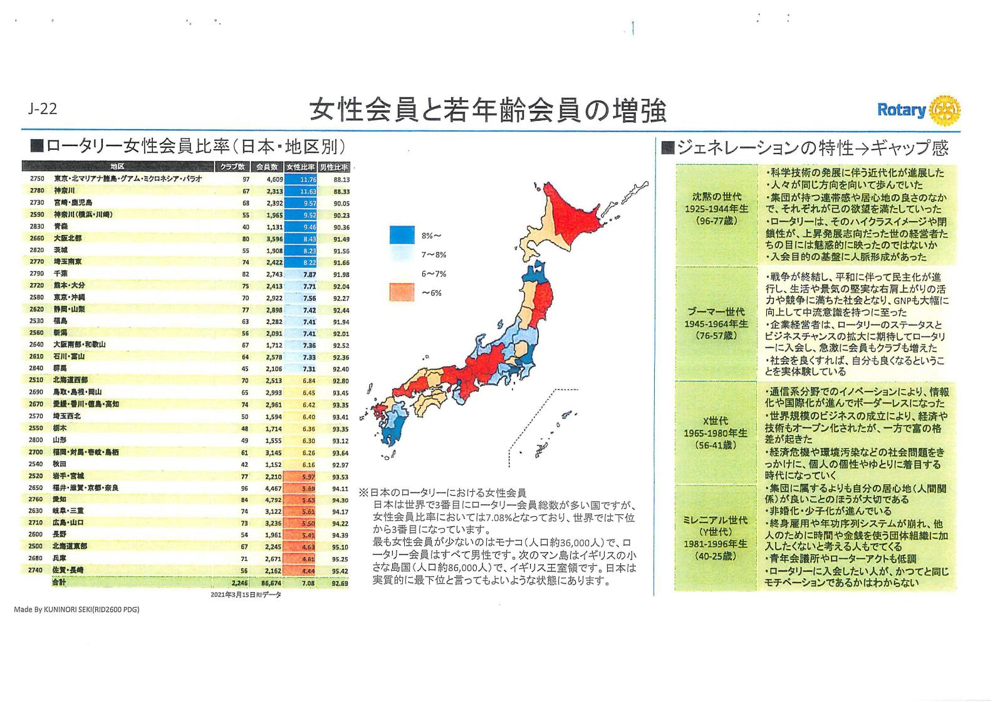 J-22
女性会員と若年齢会員の増強
Rotary
■ロータリー女性会員比率(日本・地区別)
地区 クラブ数 会員数 女性比率 男性比率
2750 東京・北マリアナ諸島・グアム・ミクロネシア・パラオ 97 4,609 11.76 88.13
2780 神奈川 67 2,313 11.63 88.33
2730 宮崎・鹿児島 68 2,392 9.57 90.05
2590 神奈川(横浜・川崎) 55 1,965 9.52 90.23
2830 青森 40 1,131 9.46 90.36
2660 大阪北部 80 3,596 8.43 91.49
2820 茨城 55 1,908 8.23 91.56
2770 埼玉南東 74 2,422 8.22 91.66
2790 千葉 82 2,743 7.87 91.98
2720 熊本・大分 75 2,413 7.71 92.04
2580 東京・沖縄 70 2,922 7.56 92.27
2620 静岡・山梨 77 2,898 7.42 92.44
2530 福島 63 2,282 7.41 91.94
2560 新潟 56 2,091 7.41 92.01
2640 大阪南部・和歌山 67 1,712 7.36 92.52
2610 石川・富山 64 2,578 7.33 92.36
2840 群馬 45 2,106 7.31 92.40
2510 北海道西部 70 2,513 6.84 92.80
2690 鳥取・島根・岡山 65 2,993 6.45 93.45
2670 愛媛・香川・徳島・高知 74 2,961 6.42 93.35
2570 埼玉西北 50 1,594 6.40 93.41
2550 栃木 48 1,714 6.36 93.35
2800 山形 49 1,555 6.30 93.12
2700 福岡・対馬・壱岐・鳥栖 61 3,145 6.26 93.64
2540 秋田 42 1,152 6.16 92.97
2520 岩手・宮城 77 2,210 5.97 93.53
2650 福井・滋賀・京都・奈良 96 4,467 5.69 94.11
2760 愛知 84 4,792 5.65 94.30
2630 岐阜・三重 74 3,122 5.61 94.17
2710 広島・山口 73 3,236 5.50 94.22
2600 長野 54 1,961 5.41 94.39
2500 北海道東部 67 2,245 4.63 95.10
2680 兵庫 71 2,671 4.61 95.25
2740 佐賀・長崎 56 2,162 4.44 95.42
合計 2,246 86,674 7.08 92.69
2021年3月15日RIデータ
Made By KUNINORI SEKI(RID2600 PDG)
8%~
7~8%
6~7%
~6%
※日本のロータリーにおける女性会員
日本は世界で3番目にロータリー会員総数が多い国ですが、
女性会員比率においては7.08%となっており、世界では下位
から3番目になっています。
最も女性会員が少ないのはモナコ(人口約36,000人)で、ロ
ータリー会員はすべて男性です。次のマン島はイギリスの小
さな島国(人口約86,000人)で、イギリス王室領です。日本は
実質的に最下位と言ってもよいような状態にあります。
■ジェネレーションの特性→ギャップ感
沈黙の世代
1925-1944年生
(96-77歳)
・科学技術の発展に伴う近代化が進展した
・人々が同じ方向を向いて歩んでいた
・集団が持つ連帯感や居心地の良さのなか
で、それぞれが己の欲望を満たしていった
・ロータリーは、そのハイクラスイメージや閉
鎖性が、上昇発展志向だった世の経営者た
ちの目には魅惑的に映ったのではないか
・入会目的の基盤に人脈形成があった
ブーマー世代
1945-1964年生
(76-57歳)
・戦争が終結し、平和に伴って民主化が進
行し、生活や景気の堅実な右肩上がりの活
力や競争に満ちた社会となり、GNPも大幅に
向上して中流意識を持つに至った
・企業経営者は、ロータリーのステータスと
ビジネスチャンスの拡大に期待してロータリ
ーに入会し、急激に会員もクラブも増えた
・社会を良くすれば、自分も良くなるというこ
とを実体験している
X世代
1965-1980年生
(56-41歳)
・通信系分野でのイノベーションにより、情報
化や国際化が進んでボーダーレスになった
・世界規模のビジネスの成立により、経済や
技術もオープン化されたが、一方で富の格
差が起きた
・経済危機や環境汚染などの社会問題をき
っかけに、個人の個性やゆとりに着目する
時代になっていく
ミレニアル世代
(Y世代)
1981-1996年生
(40-25歳)
・集団に属するよりも自分の居心地(人間関
係)が良いことのほうが大切である
・非婚化・少子化が進んでいる
・終身雇用や年功序列システムが崩れ、他
人のために時間や金銭を使う団体組織に加
入したくないと考える人もでてくる
・青年会議所やローターアクトも低調
・ロータリーに入会したい人が、かつてと同じ
モチベーションであるかはわからない